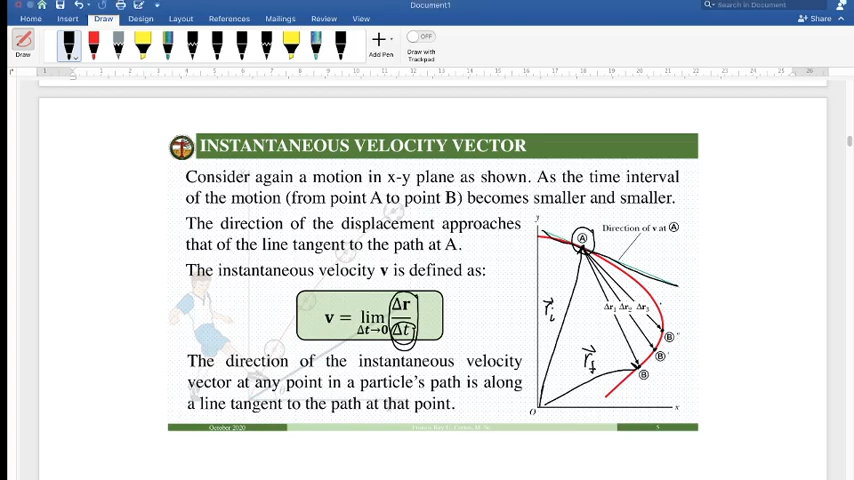 Document1
Search in Document
Home Insert Draw Design Layout References Mailings Review View
Share
Draw
Add Pen
OFF
Draw with
Trackpad
INSTANTANEOUS VELOCITY VECTOR
Consider again a motion in x-y plane as shown. As the time interval
of the motion (from point A to point B) becomes smaller and smaller.
The direction of the displacement approaches
that of the line tangent to the path at A.
The instantaneous velocity v is defined as:
v = lim Δt→0 Δr/Δt
The direction of the instantaneous velocity
vector at any point in a particle's path is along
a line tangent to the path at that point.
y
Direction of v at Ⓐ
Ⓐ
Δr₁ Δr₂ Δr₃
r⃗i
Ⓑ"
Ⓑ'
r⃗f
Ⓑ
O
x
October 2020
5